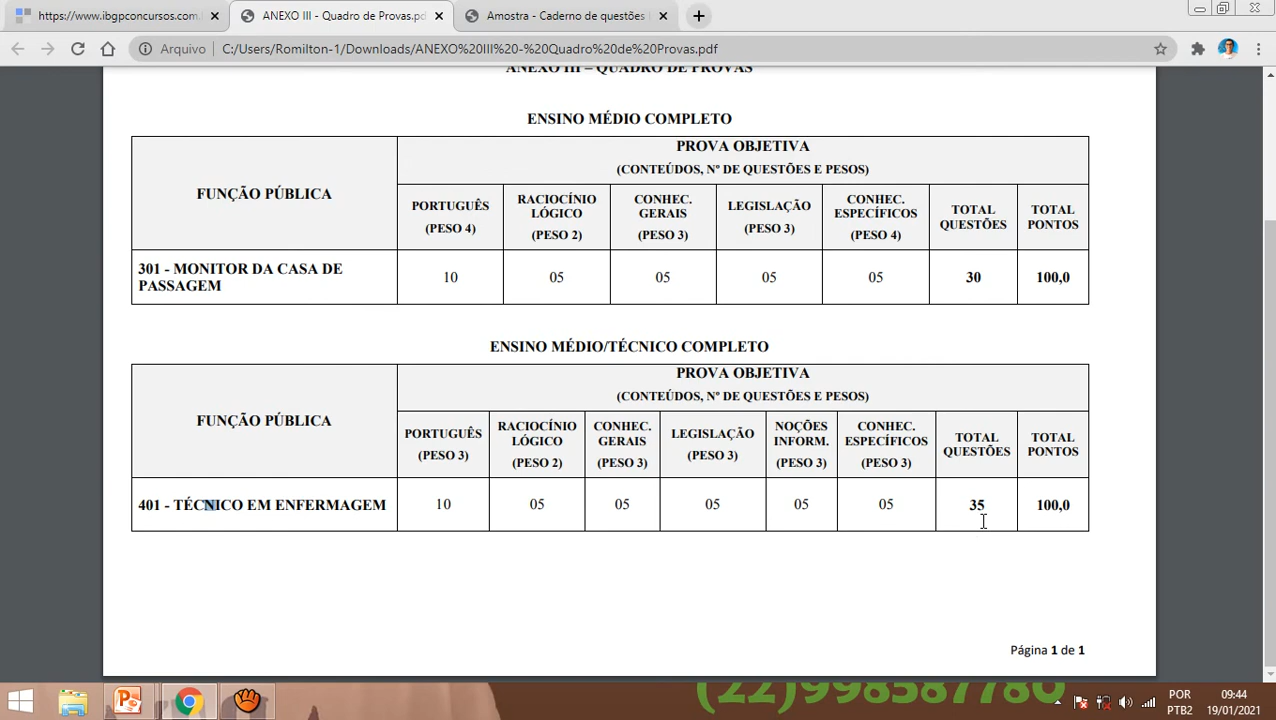 https://www.ibgpconcursos.com.
ANEXO III - Quadro de Provas.pd
Amostra - Caderno de questões
Arquivo
C:/Users/Romilton-1/Downloads/ANEXO%20III%20-%20Quadro%20de%20Provas.pdf
ANEXO III – QUADRO DE PROVAS
ENSINO MÉDIO COMPLETO
FUNÇÃO PÚBLICA
PROVA OBJETIVA
(CONTEÚDOS, Nº DE QUESTÕES E PESOS)
PORTUGUÊS
(PESO 4)
RACIOCÍNIO
LÓGICO
(PESO 2)
CONHEC.
GERAIS
(PESO 3)
LEGISLAÇÃO
(PESO 3)
CONHEC.
ESPECÍFICOS
(PESO 4)
TOTAL
QUESTÕES
TOTAL
PONTOS
301 - MONITOR DA CASA DE
PASSAGEM
10
05
05
05
05
30
100,0
ENSINO MÉDIO/TÉCNICO COMPLETO
FUNÇÃO PÚBLICA
PROVA OBJETIVA
(CONTEÚDOS, Nº DE QUESTÕES E PESOS)
PORTUGUÊS
(PESO 3)
RACIOCÍNIO
LÓGICO
(PESO 2)
CONHEC.
GERAIS
(PESO 3)
LEGISLAÇÃO
(PESO 3)
NOÇÕES
INFORM.
(PESO 3)
CONHEC.
ESPECÍFICOS
(PESO 3)
TOTAL
QUESTÕES
TOTAL
PONTOS
401 - TÉCNICO EM ENFERMAGEM
10
05
05
05
05
05
35
100,0
Página 1 de 1
(22)998587780
POR
PTB2
09:44
19/01/2021